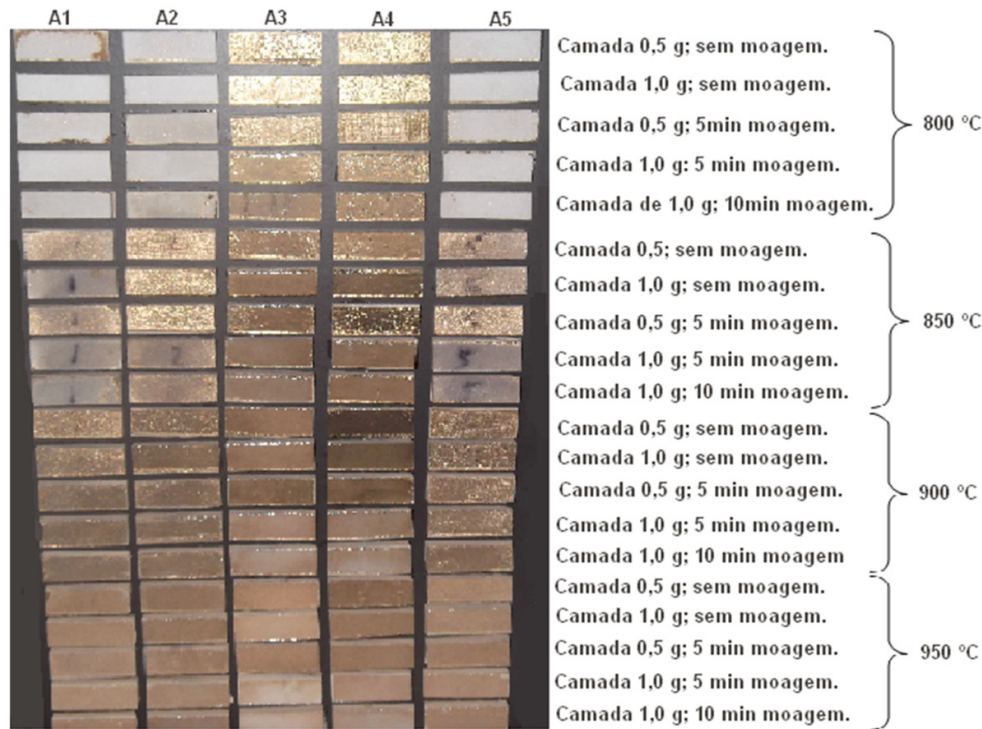 A1 A2 A3 A4 A5
Camada 0,5 g; sem moagem.
Camada 1,0 g; sem moagem.
Camada 0,5 g; 5min moagem.
Camada 1,0 g: 5 min moagem.
Camada de 1,0 g; 10min moagem.
800 °C
Camada 0,5; sem moagem.
Camada 1,0 g; sem moagem.
Camada 0,5 g; 5 min moagem.
Camada 1,0 g; 5 min moagem.
Camada 1,0 g; 10 min moagem.
850 °C
Camada 0,5 g; sem moagem.
Camada 1,0 g; sem moagem.
Camada 0,5 g; 5 min moagem.
Camada 1,0 g; 5 min moagem.
Camada 1,0 g; 10 min moagem
900 °C
Camada 0,5 g; sem moagem.
Camada 1,0 g; sem moagem.
Camada 0,5 g; 5 min moagem.
Camada 1,0 g; 5 min moagem.
Camada 1,0 g; 10 min moagem.
950 °C